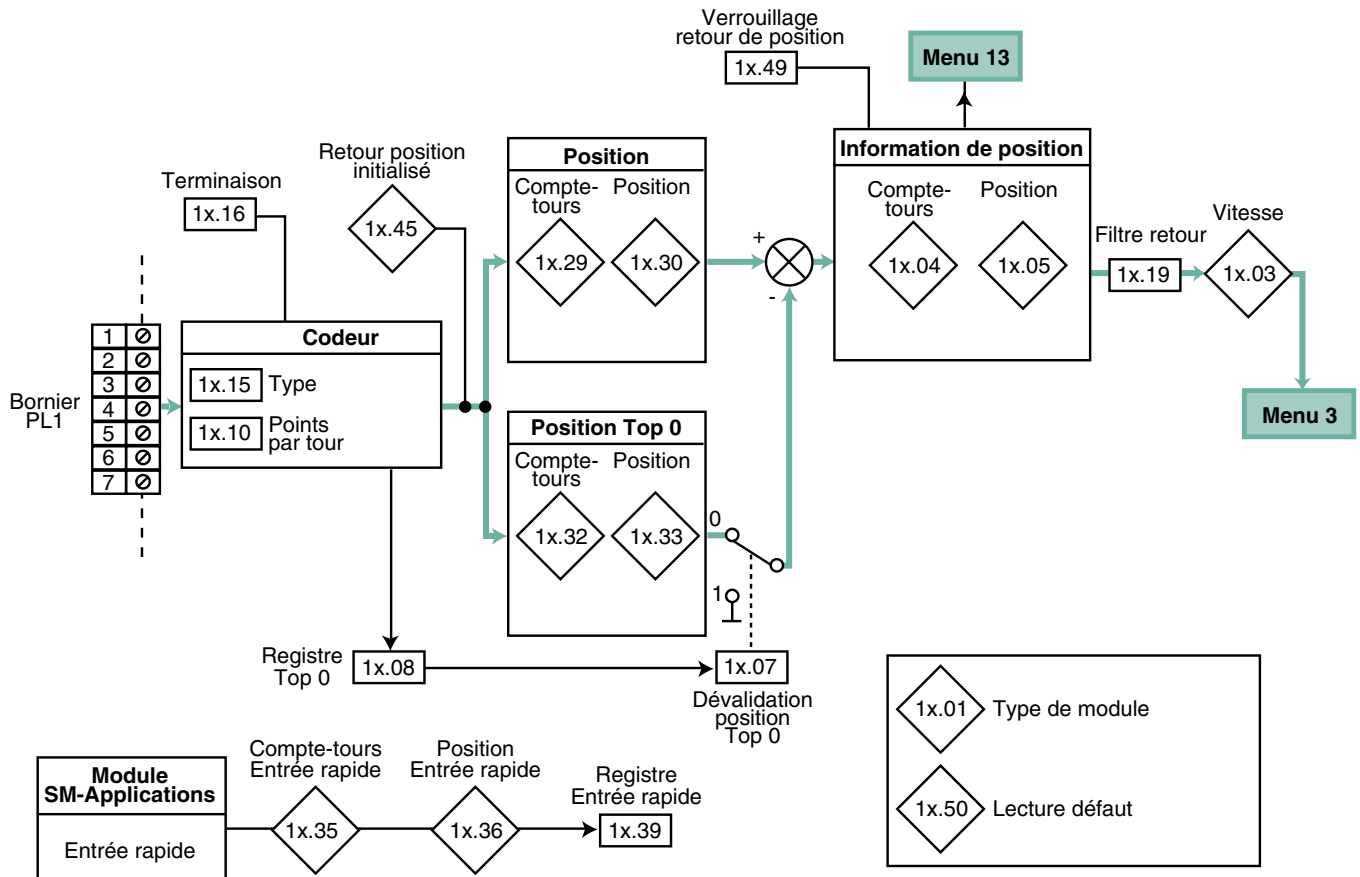 Verrouillage
retour de position
1x.49
Menu 13
Retour position
initialisé
1x.45
Terminaison
1x.16
Position
Compte-
tours
Position
1x.29
1x.30
+
-
Information de position
Compte-
tours
Position
1x.04
1x.05
Filtre retour
1x.19
Vitesse
1x.03
Menu 3
Bornier
PL1
1
2
3
4
5
6
7
Codeur
1x.15 Type
1x.10 Points
par tour
Position Top 0
Compte-
tours
Position
1x.32
1x.33
0
1
Registre
Top 0
1x.08
1x.07
Dévalidation
position
Top 0
Module
SM-Applications
Entrée rapide
Compte-tours
Entrée rapide
1x.35
Position
Entrée rapide
1x.36
Registre
Entrée rapide
1x.39
1x.01 Type de module
1x.50 Lecture défaut